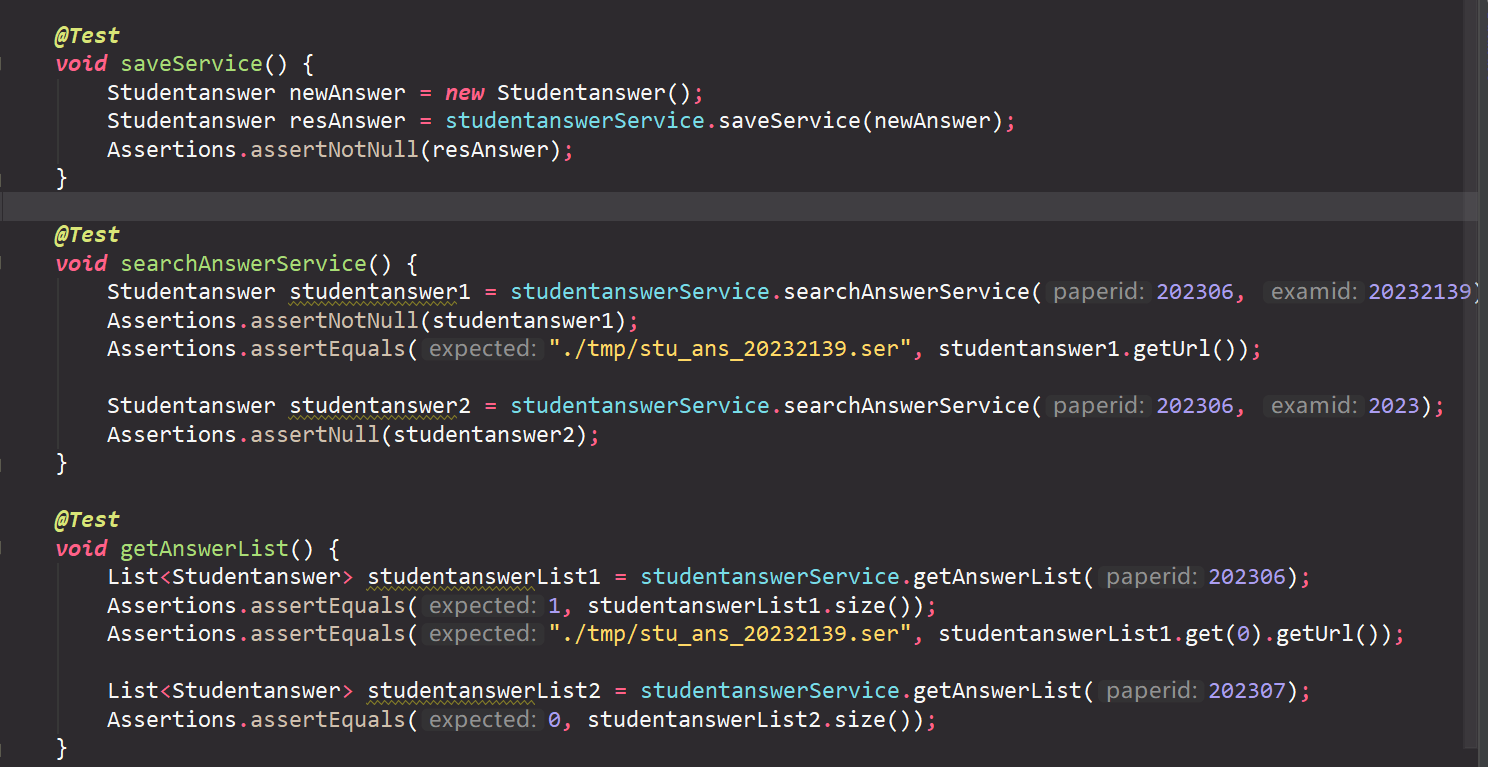 @Test
void saveService() {
Studentanswer newAnswer = new Studentanswer();
Studentanswer resAnswer = studentanswerService.saveService(newAnswer);
Assertions.assertNotNull(resAnswer);
}
@Test
void searchAnswerService() {
Studentanswer studentanswer1 = studentanswerService.searchAnswerService( paperid: 202306, examid: 20232139)
Assertions.assertNotNull(studentanswer1);
Assertions.assertEquals( expected: "./tmp/stu_ans_20232139.ser", studentanswer1.getUrl());
Studentanswer studentanswer2 = studentanswerService.searchAnswerService( paperid: 202306, examid: 2023);
Assertions.assertNull(studentanswer2);
}
@Test
void getAnswerList() {
List<Studentanswer> studentanswerList1 = studentanswerService.getAnswerList( paperid: 202306);
Assertions.assertEquals( expected: 1, studentanswerList1.size());
Assertions.assertEquals( expected: "./tmp/stu_ans_20232139.ser", studentanswerList1.get(0).getUrl());
List<Studentanswer> studentanswerList2 = studentanswerService.getAnswerList( paperid: 202307);
Assertions.assertEquals( expected: 0, studentanswerList2.size());
}